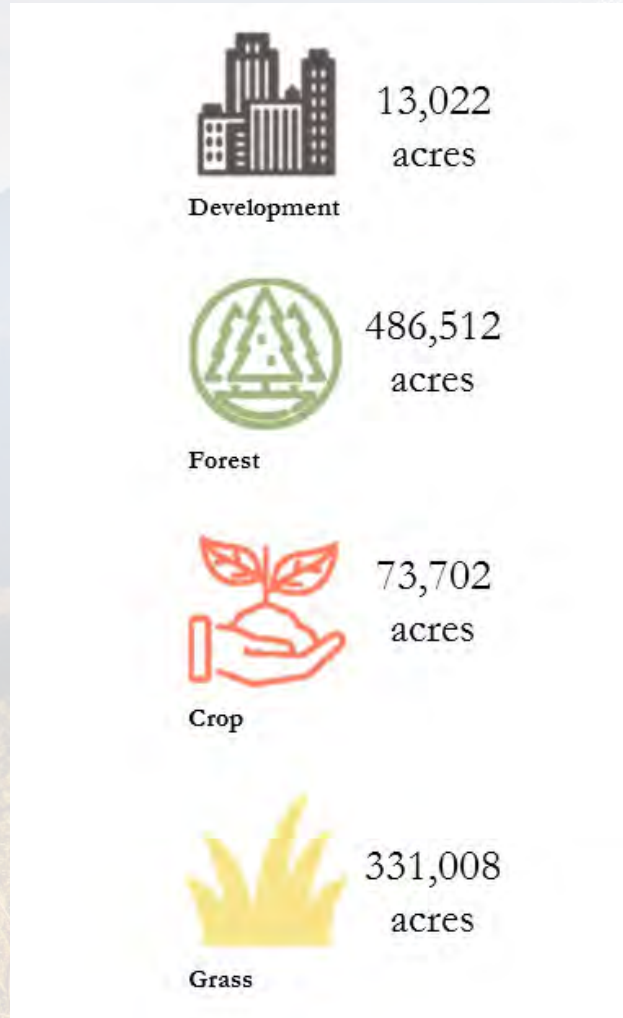 13,022
acres
Development
486,512
acres
Forest
73,702
acres
Crop
331,008
acres
Grass